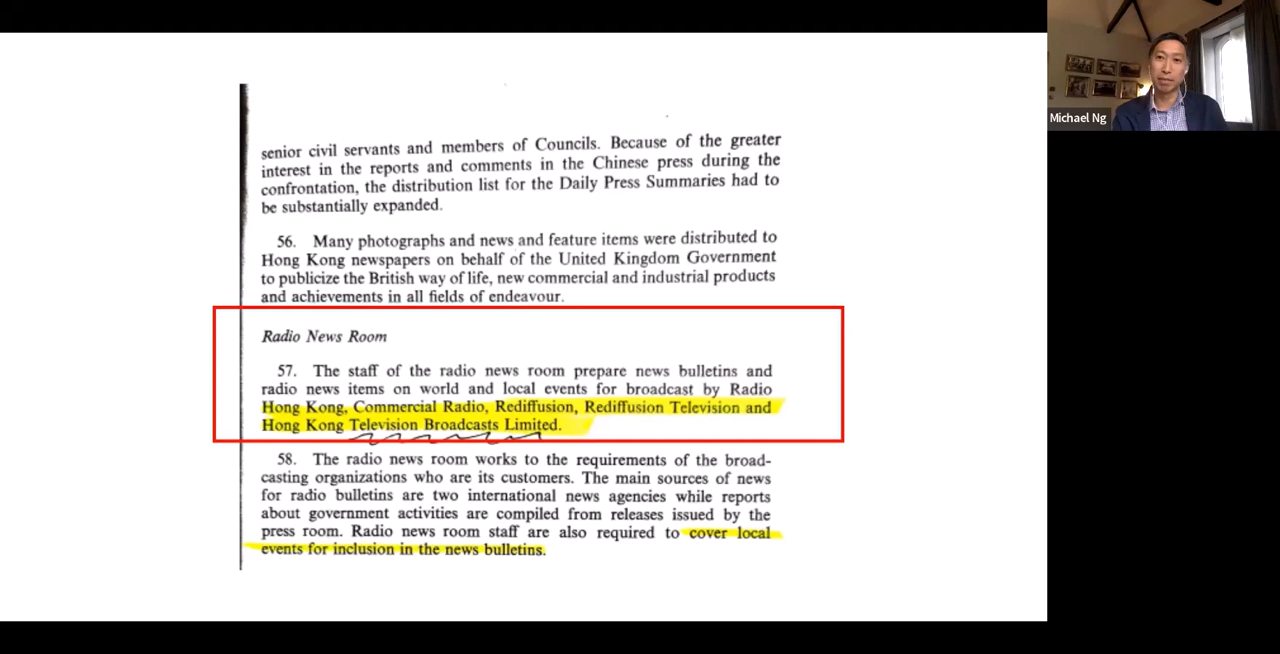 senior civil servants and members of Councils. Because of the greater
interest in the reports and comments in the Chinese press during the
confrontation, the distribution list for the Daily Press Summaries had to
be substantially expanded.
56. Many photographs and news and feature items were distributed to
Hong Kong newspapers on behalf of the United Kingdom Government
to publicize the British way of life, new commercial and industrial products
and achievements in all fields of endeavour.
Radio News Room
57. The staff of the radio news room prepare news bulletins and
radio news items on world and local events for broadcast by Radio
Hong Kong, Commercial Radio, Rediffusion, Rediffusion Television and
Hong Kong Television Broadcasts Limited.
58. The radio news room works to the requirements of the broad-
casting organizations who are its customers. The main sources of news
for radio bulletins are two international news agencies while reports
about government activities are compiled from releases issued by the
press room. Radio news room staff are also required to cover local
events for inclusion in the news bulletins.
Michael Ng